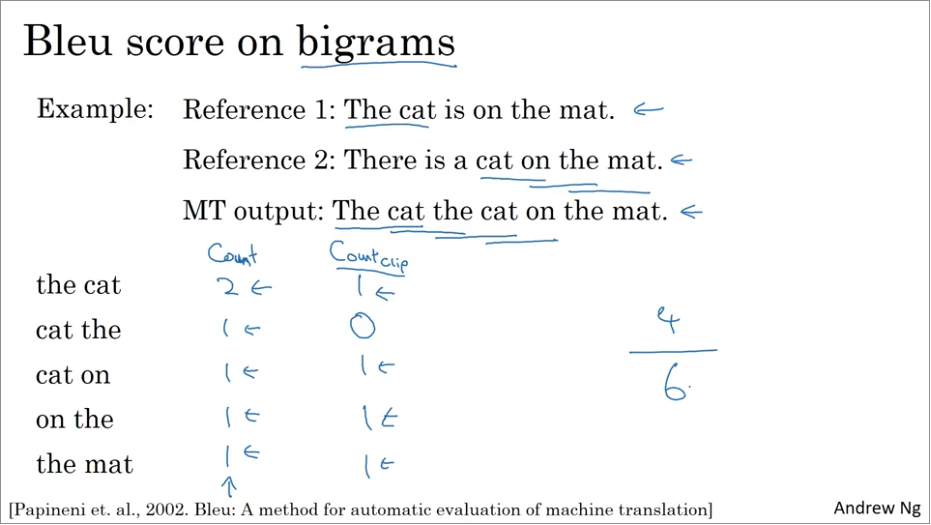 Bleu score on bigrams
Example: Reference 1: The cat is on the mat. ←
Reference 2: There is a cat on the mat. ←
MT output: The cat the cat on the mat. ←
Count Count clip
the cat 2 ← 1 ←
cat the 1 ← 0
cat on 1 ← 1 ←
on the 1 ← 1 ←
the mat 1 ← 1 ←
↑
4
6
[Papineni et. al., 2002. Bleu: A method for automatic evaluation of machine translation] Andrew Ng